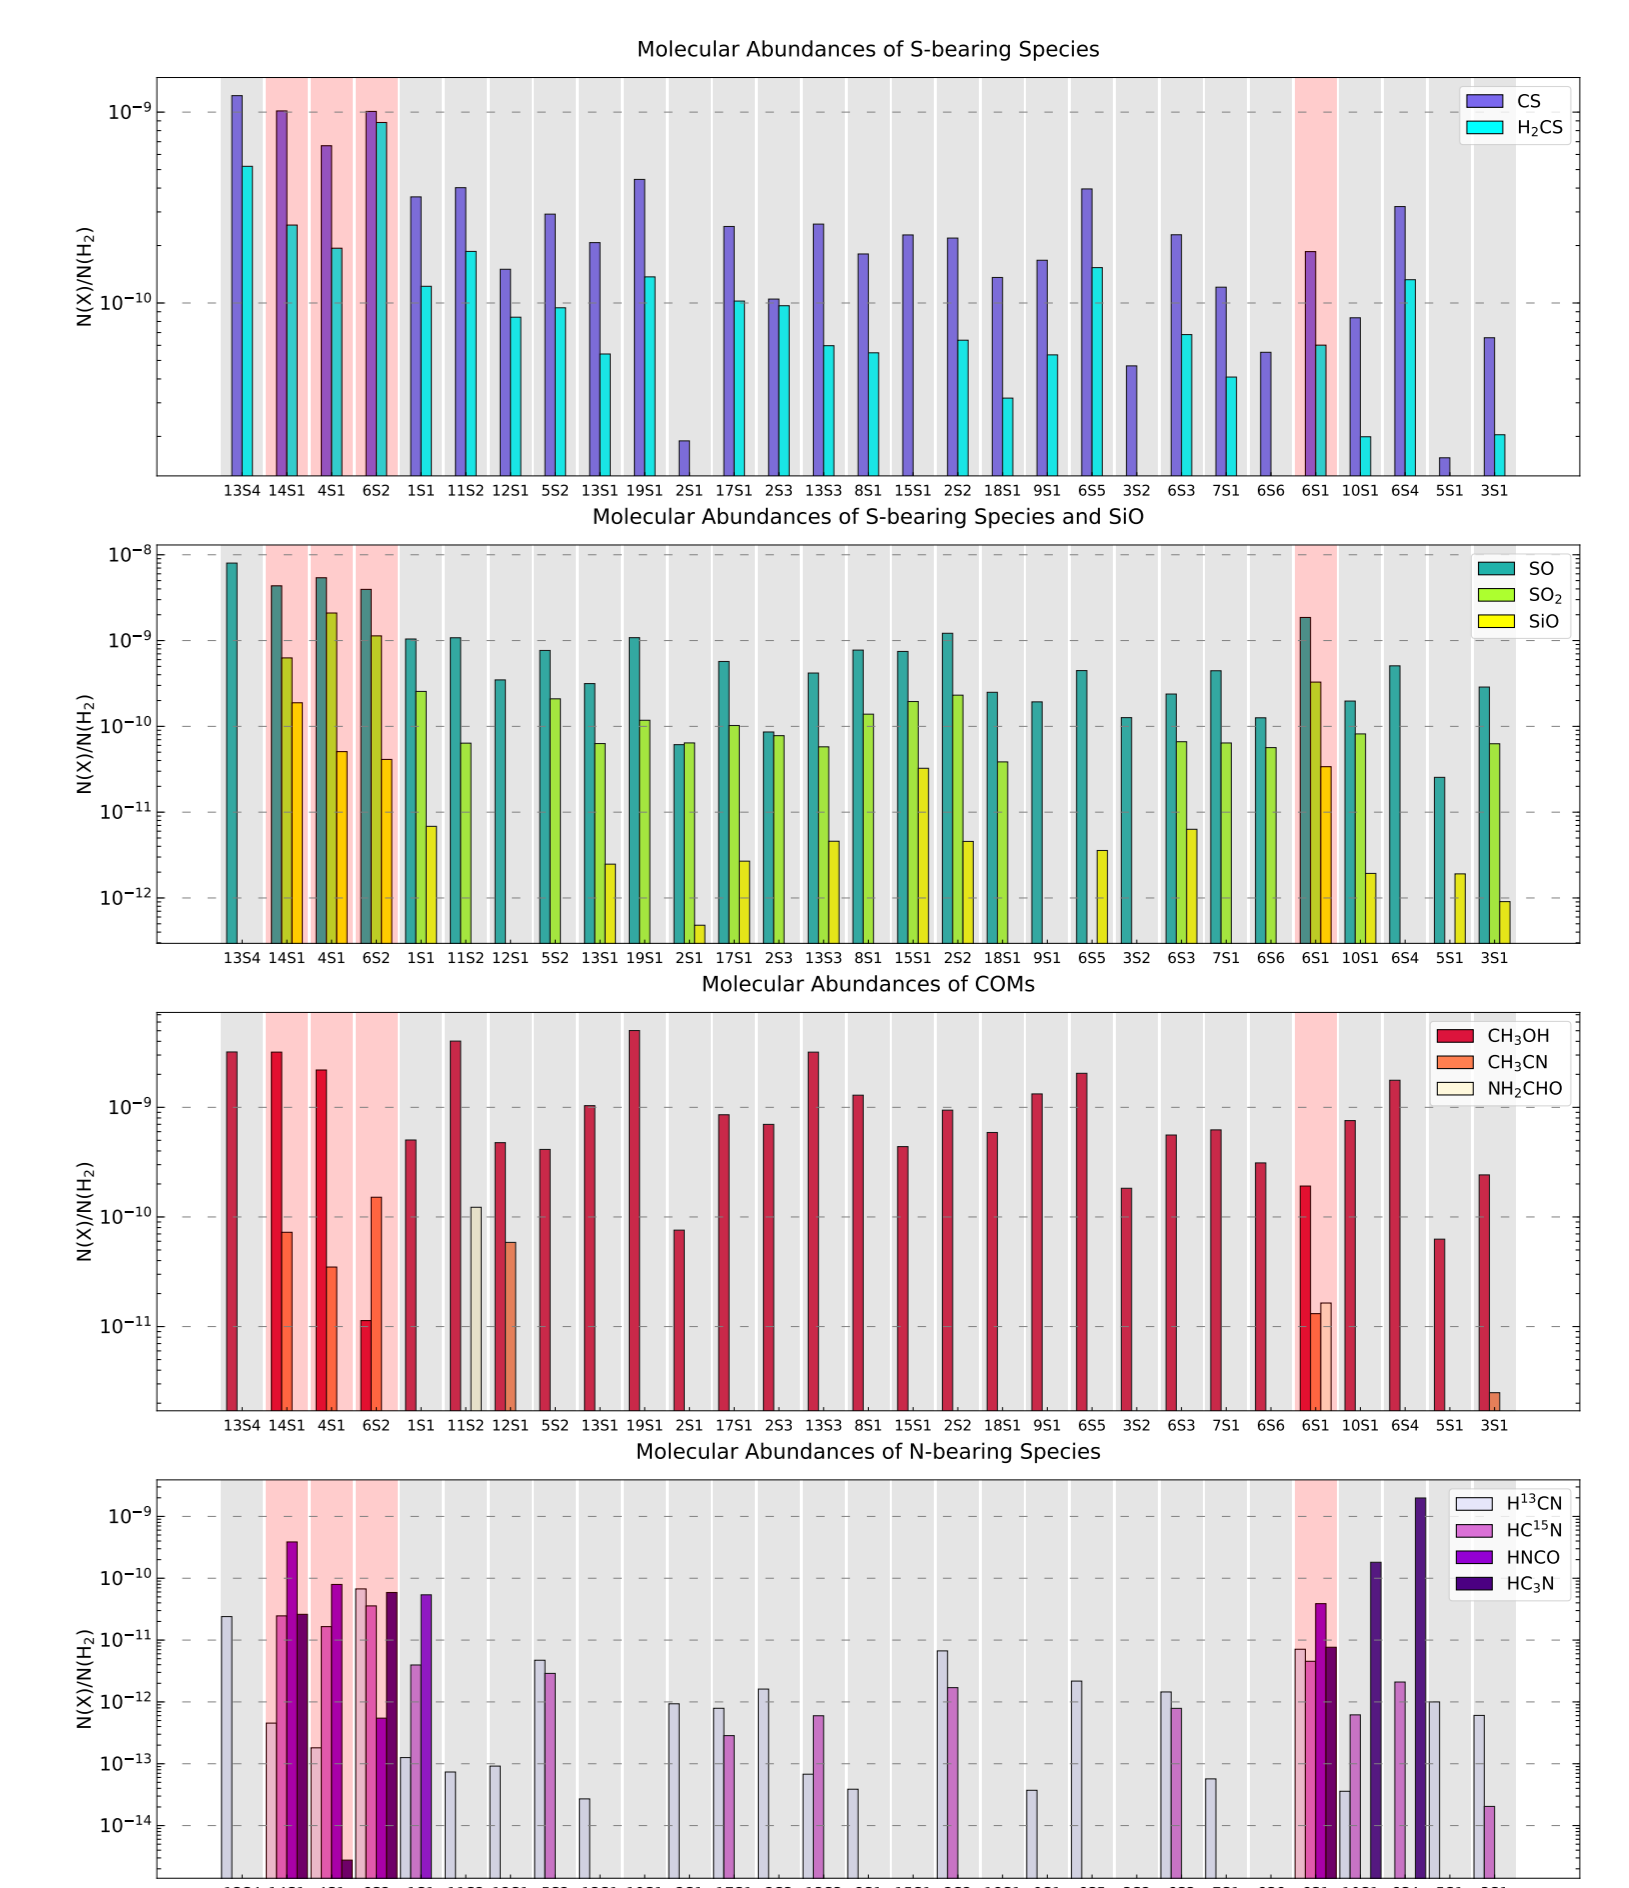 Molecular Abundances of S-bearing Species
N(X)/N(H₂)
10⁻⁹
10⁻¹⁰
CS
H₂CS
13S4 14S1 4S1 6S2 1S1 11S2 12S1 5S2 13S1 19S1 2S1 17S1 2S3 13S3 8S1 15S1 2S2 18S1 9S1 6S5 3S2 6S3 7S1 6S6 6S1 10S1 6S4 5S1 3S1
Molecular Abundances of S-bearing Species and SiO
N(X)/N(H₂)
10⁻⁸
10⁻⁹
10⁻¹⁰
10⁻¹¹
10⁻¹²
SO
SO₂
SiO
13S4 14S1 4S1 6S2 1S1 11S2 12S1 5S2 13S1 19S1 2S1 17S1 2S3 13S3 8S1 15S1 2S2 18S1 9S1 6S5 3S2 6S3 7S1 6S6 6S1 10S1 6S4 5S1 3S1
Molecular Abundances of COMs
N(X)/N(H₂)
10⁻⁹
10⁻¹⁰
10⁻¹¹
CH₃OH
CH₃CN
NH₂CHO
13S4 14S1 4S1 6S2 1S1 11S2 12S1 5S2 13S1 19S1 2S1 17S1 2S3 13S3 8S1 15S1 2S2 18S1 9S1 6S5 3S2 6S3 7S1 6S6 6S1 10S1 6S4 5S1 3S1
Molecular Abundances of N-bearing Species
N(X)/N(H₂)
10⁻⁹
10⁻¹⁰
10⁻¹¹
10⁻¹²
10⁻¹³
10⁻¹⁴
H¹³CN
HC¹⁵N
HNCO
HC₃N